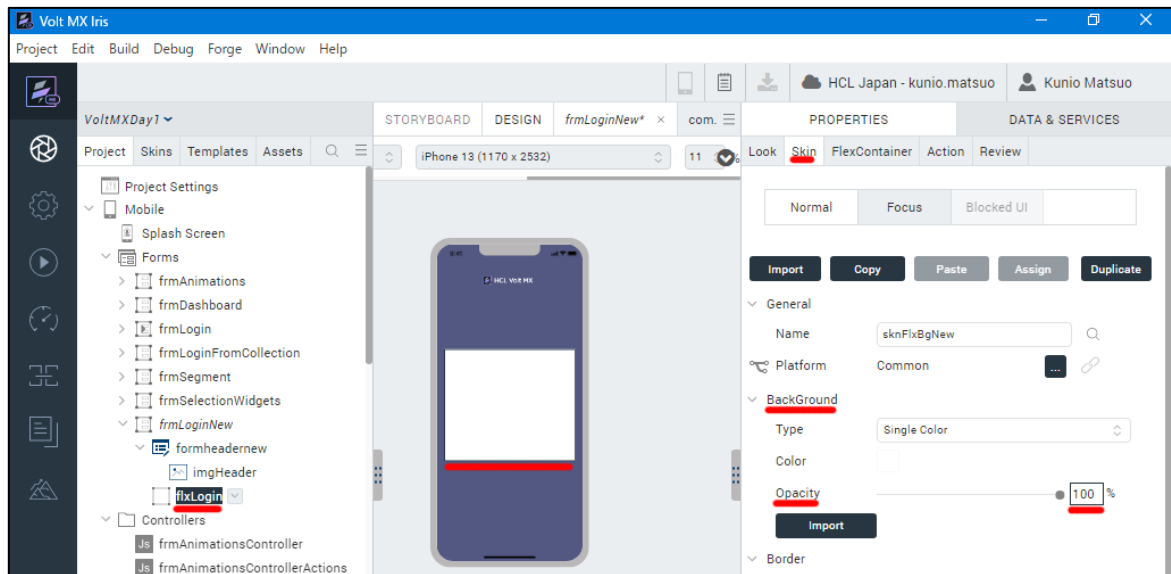 Volt MX Iris
Project Edit Build Debug Forge Window Help
HCL Japan - kunio.matsuo Kunio Matsuo
VoltMXDay1 STORYBOARD DESIGN frmLoginNew* × com. PROPERTIES DATA & SERVICES
Project Skins Templates Assets iPhone 13 (1170 x 2532) 11 % Look Skin FlexContainer Action Review
Project Settings
Mobile
Splash Screen
Forms
frmAnimations
frmDashboard
frmLogin
frmLoginFromCollection
frmSegment
frmSelectionWidgets
frmLoginNew
formheadernew
imgHeader
flxLogin
Controllers
Js frmAnimationsController
Js frmAnimationsControllerActions
9:41
HCL Volt MX
Normal Focus Blocked UI
Import Copy Paste Assign Duplicate
General
Name sknFlxBgNew
Platform Common ...
BackGround
Type Single Color
Color
Opacity 100 %
Import
Border